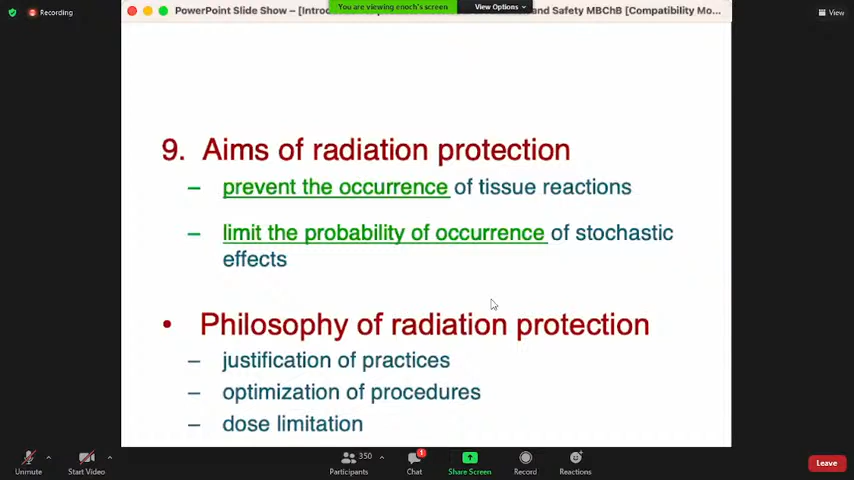 Recording
PowerPoint Slide Show – [Intro
You are viewing enoch's screen
View Options
and Safety MBChB [Compatibility Mo...
View
9. Aims of radiation protection
– prevent the occurrence of tissue reactions
– limit the probability of occurrence of stochastic
effects
• Philosophy of radiation protection
– justification of practices
– optimization of procedures
– dose limitation
Unmute
Start Video
350
Participants
1
Chat
Share Screen
Record
Reactions
Leave